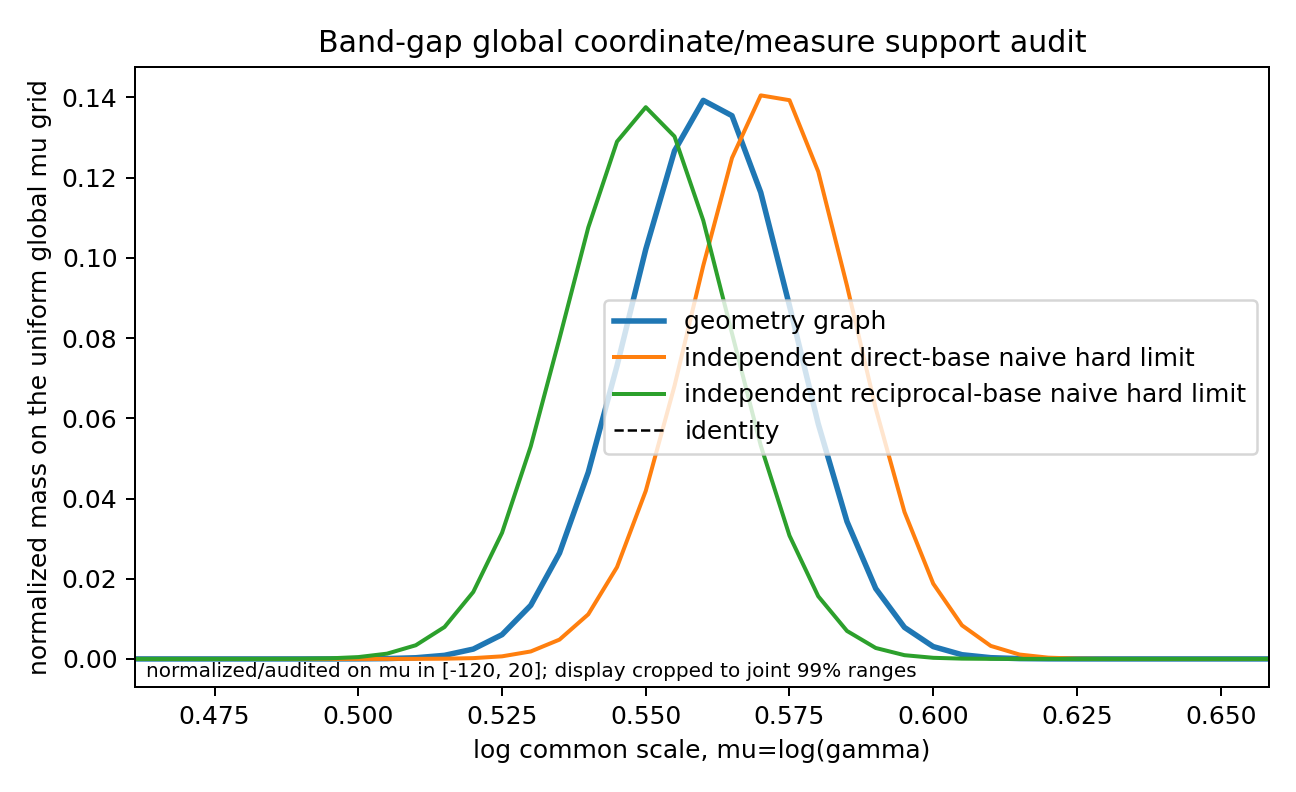 Band-gap global coordinate/measure support audit
normalized mass on the uniform global mu grid
0.14
0.12
0.10
0.08
0.06
0.04
0.02
0.00
geometry graph
independent direct-base naive hard limit
independent reciprocal-base naive hard limit
identity
normalized/audited on mu in [-120, 20]; display cropped to joint 99% ranges
0.475 0.500 0.525 0.550 0.575 0.600 0.625 0.650
log common scale, mu=log(gamma)